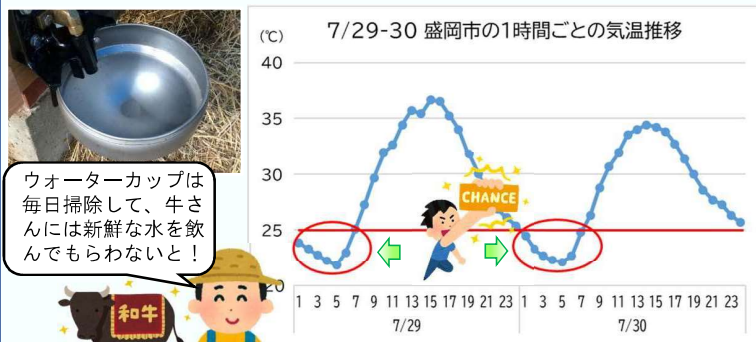 7/29-30 盛岡市の1時間ごとの気温推移
(℃)
40
35
30
25
20
CHANCE
1 3 5 7 9 11 13 15 17 19 21 23 1 3 5 7 9 11 13 15 17 19 21 23
7/29 7/30
ウォーターカップは
毎日掃除して、牛さ
んには新鮮な水を飲
んでもらわないと！
和牛